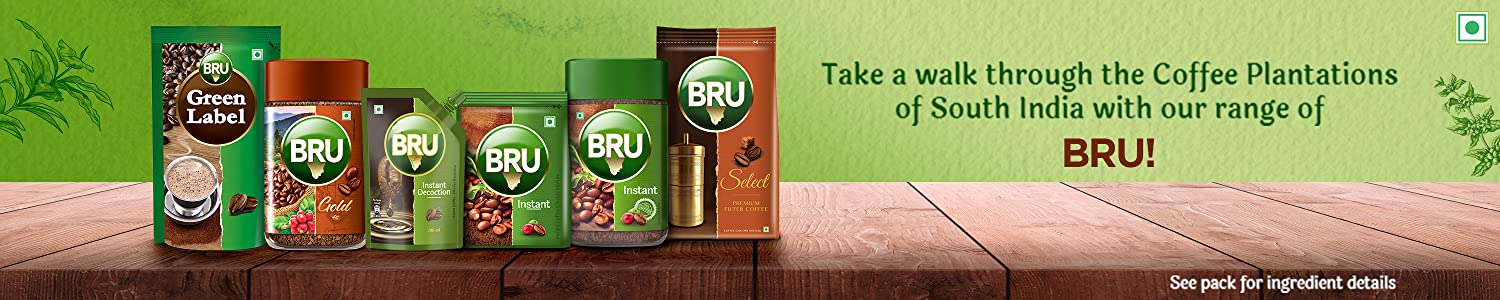 BRU
Green
Label
BRU
Gold
BRU
Instant
Decoction
BRU
Instant
BRU
Instant
BRU
Select
PREMIUM
FILTER COFFEE
Take a walk through the Coffee Plantations
of South India with our range of
BRU!
See pack for ingredient details